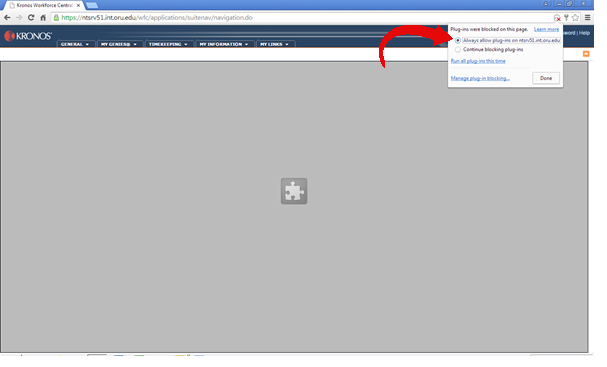 Kronos Workforce Central
https://ntsrv51.int.oru.edu/wfc/applications/suitenav/navigation.do
KRONOS
GENERAL
MY GENIES
TIMEKEEPING
MY INFORMATION
MY LINKS
Help
Plug-ins were blocked on this page.
Learn more
Always allow plug-ins on ntsrv51.int.oru.edu
Continue blocking plug-ins
Run all plug-ins this time
Manage plug-in blocking...
Done